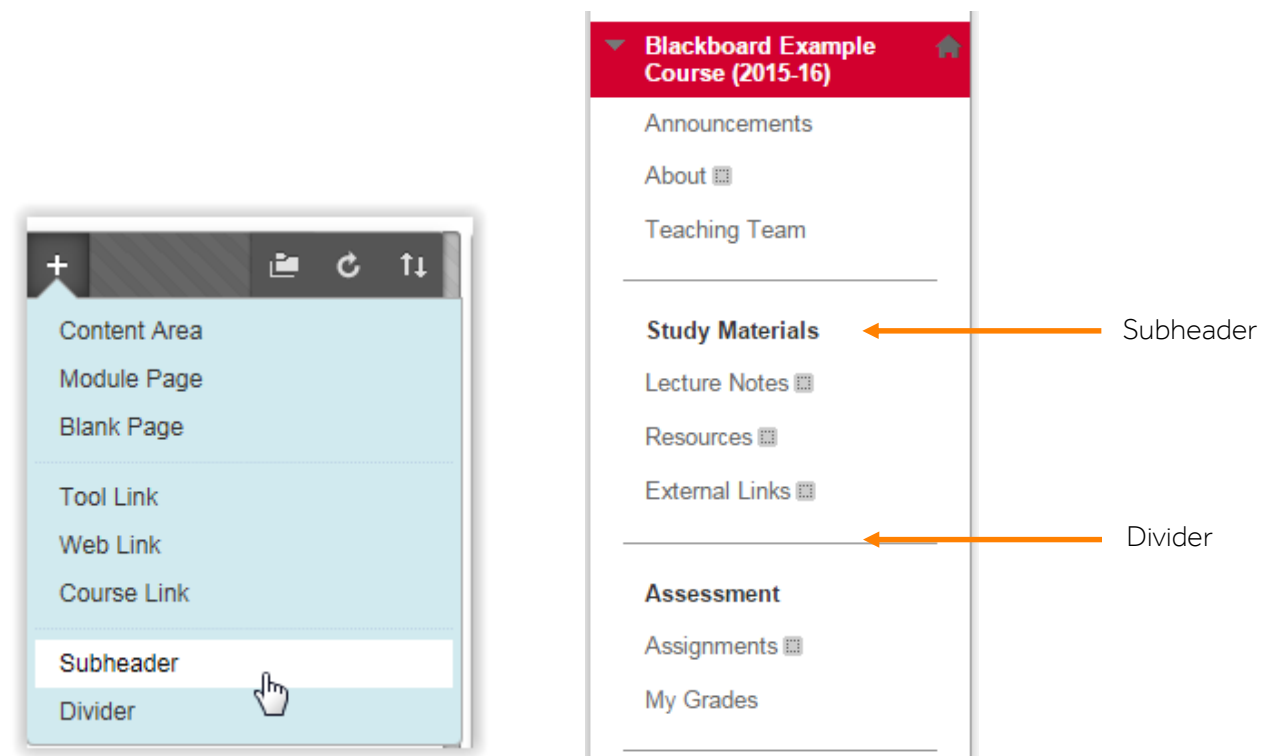 +
Content Area
Module Page
Blank Page
Tool Link
Web Link
Course Link
Subheader
Divider
Blackboard Example
Course (2015-16)
Announcements
About
Teaching Team
Study Materials
Lecture Notes
Resources
External Links
Assessment
Assignments
My Grades
Subheader
Divider